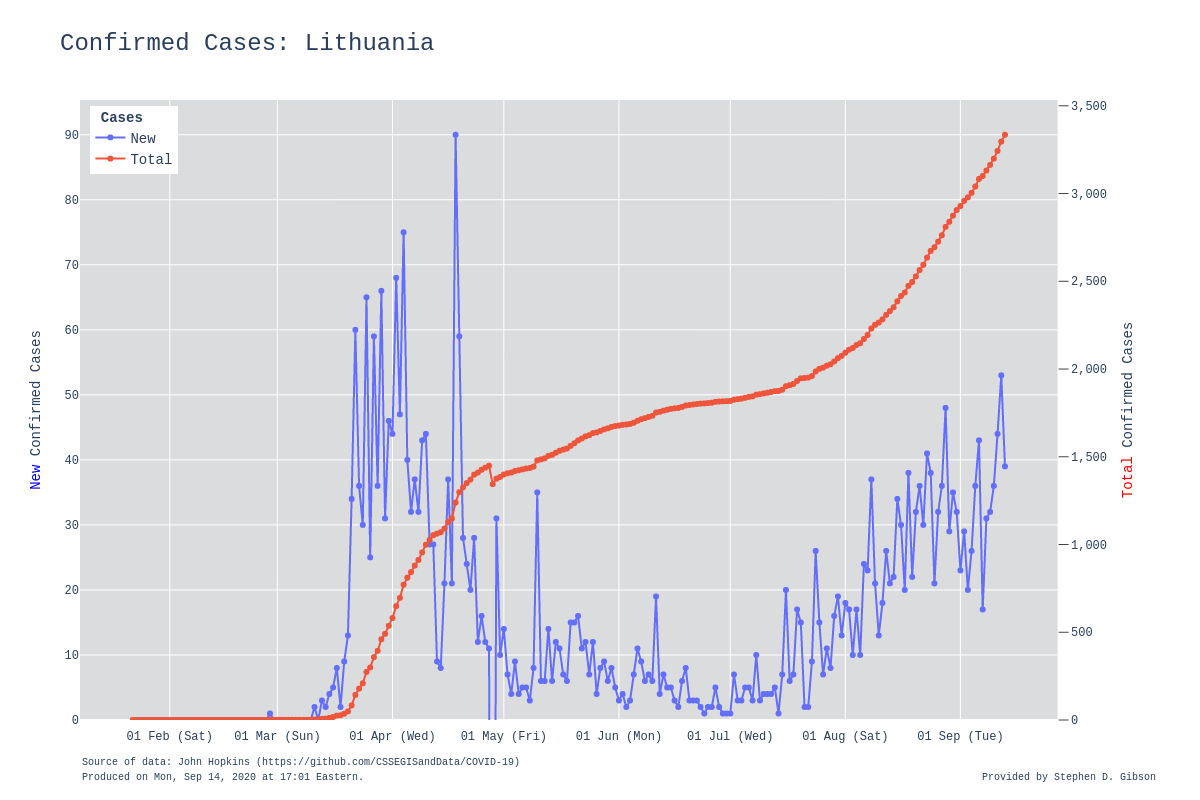 Confirmed Cases: Lithuania
Cases
New
Total
90
80
70
60
50
40
30
20
10
0
New Confirmed Cases
3,500
3,000
2,500
2,000
1,500
1,000
500
0
Total Confirmed Cases
01 Feb (Sat)
01 Mar (Sun)
01 Apr (Wed)
01 May (Fri)
01 Jun (Mon)
01 Jul (Wed)
01 Aug (Sat)
01 Sep (Tue)
Source of data: John Hopkins (https://github.com/CSSEGISandData/COVID-19)
Produced on Mon, Sep 14, 2020 at 17:01 Eastern.
Provided by Stephen D. Gibson